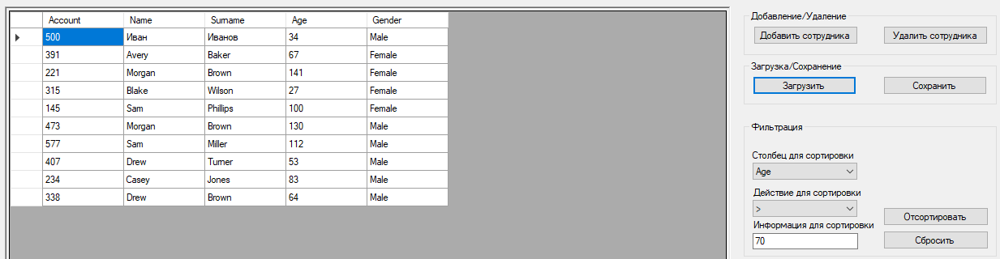 Account Name Surname Age Gender
500 Иван Иванов 34 Male
391 Avery Baker 67 Female
221 Morgan Brown 141 Female
315 Blake Wilson 27 Female
145 Sam Phillips 100 Female
473 Morgan Brown 130 Male
577 Sam Miller 112 Male
407 Drew Turner 53 Male
234 Casey Jones 83 Male
338 Drew Brown 64 Male
Добавление/Удаление
Добавить сотрудника Удалить сотрудника
Загрузка/Сохранение
Загрузить Сохранить
Фильтрация
Столбец для сортировки
Age
Действие для сортировки
>
Отсортировать
Информация для сортировки
70
Сбросить